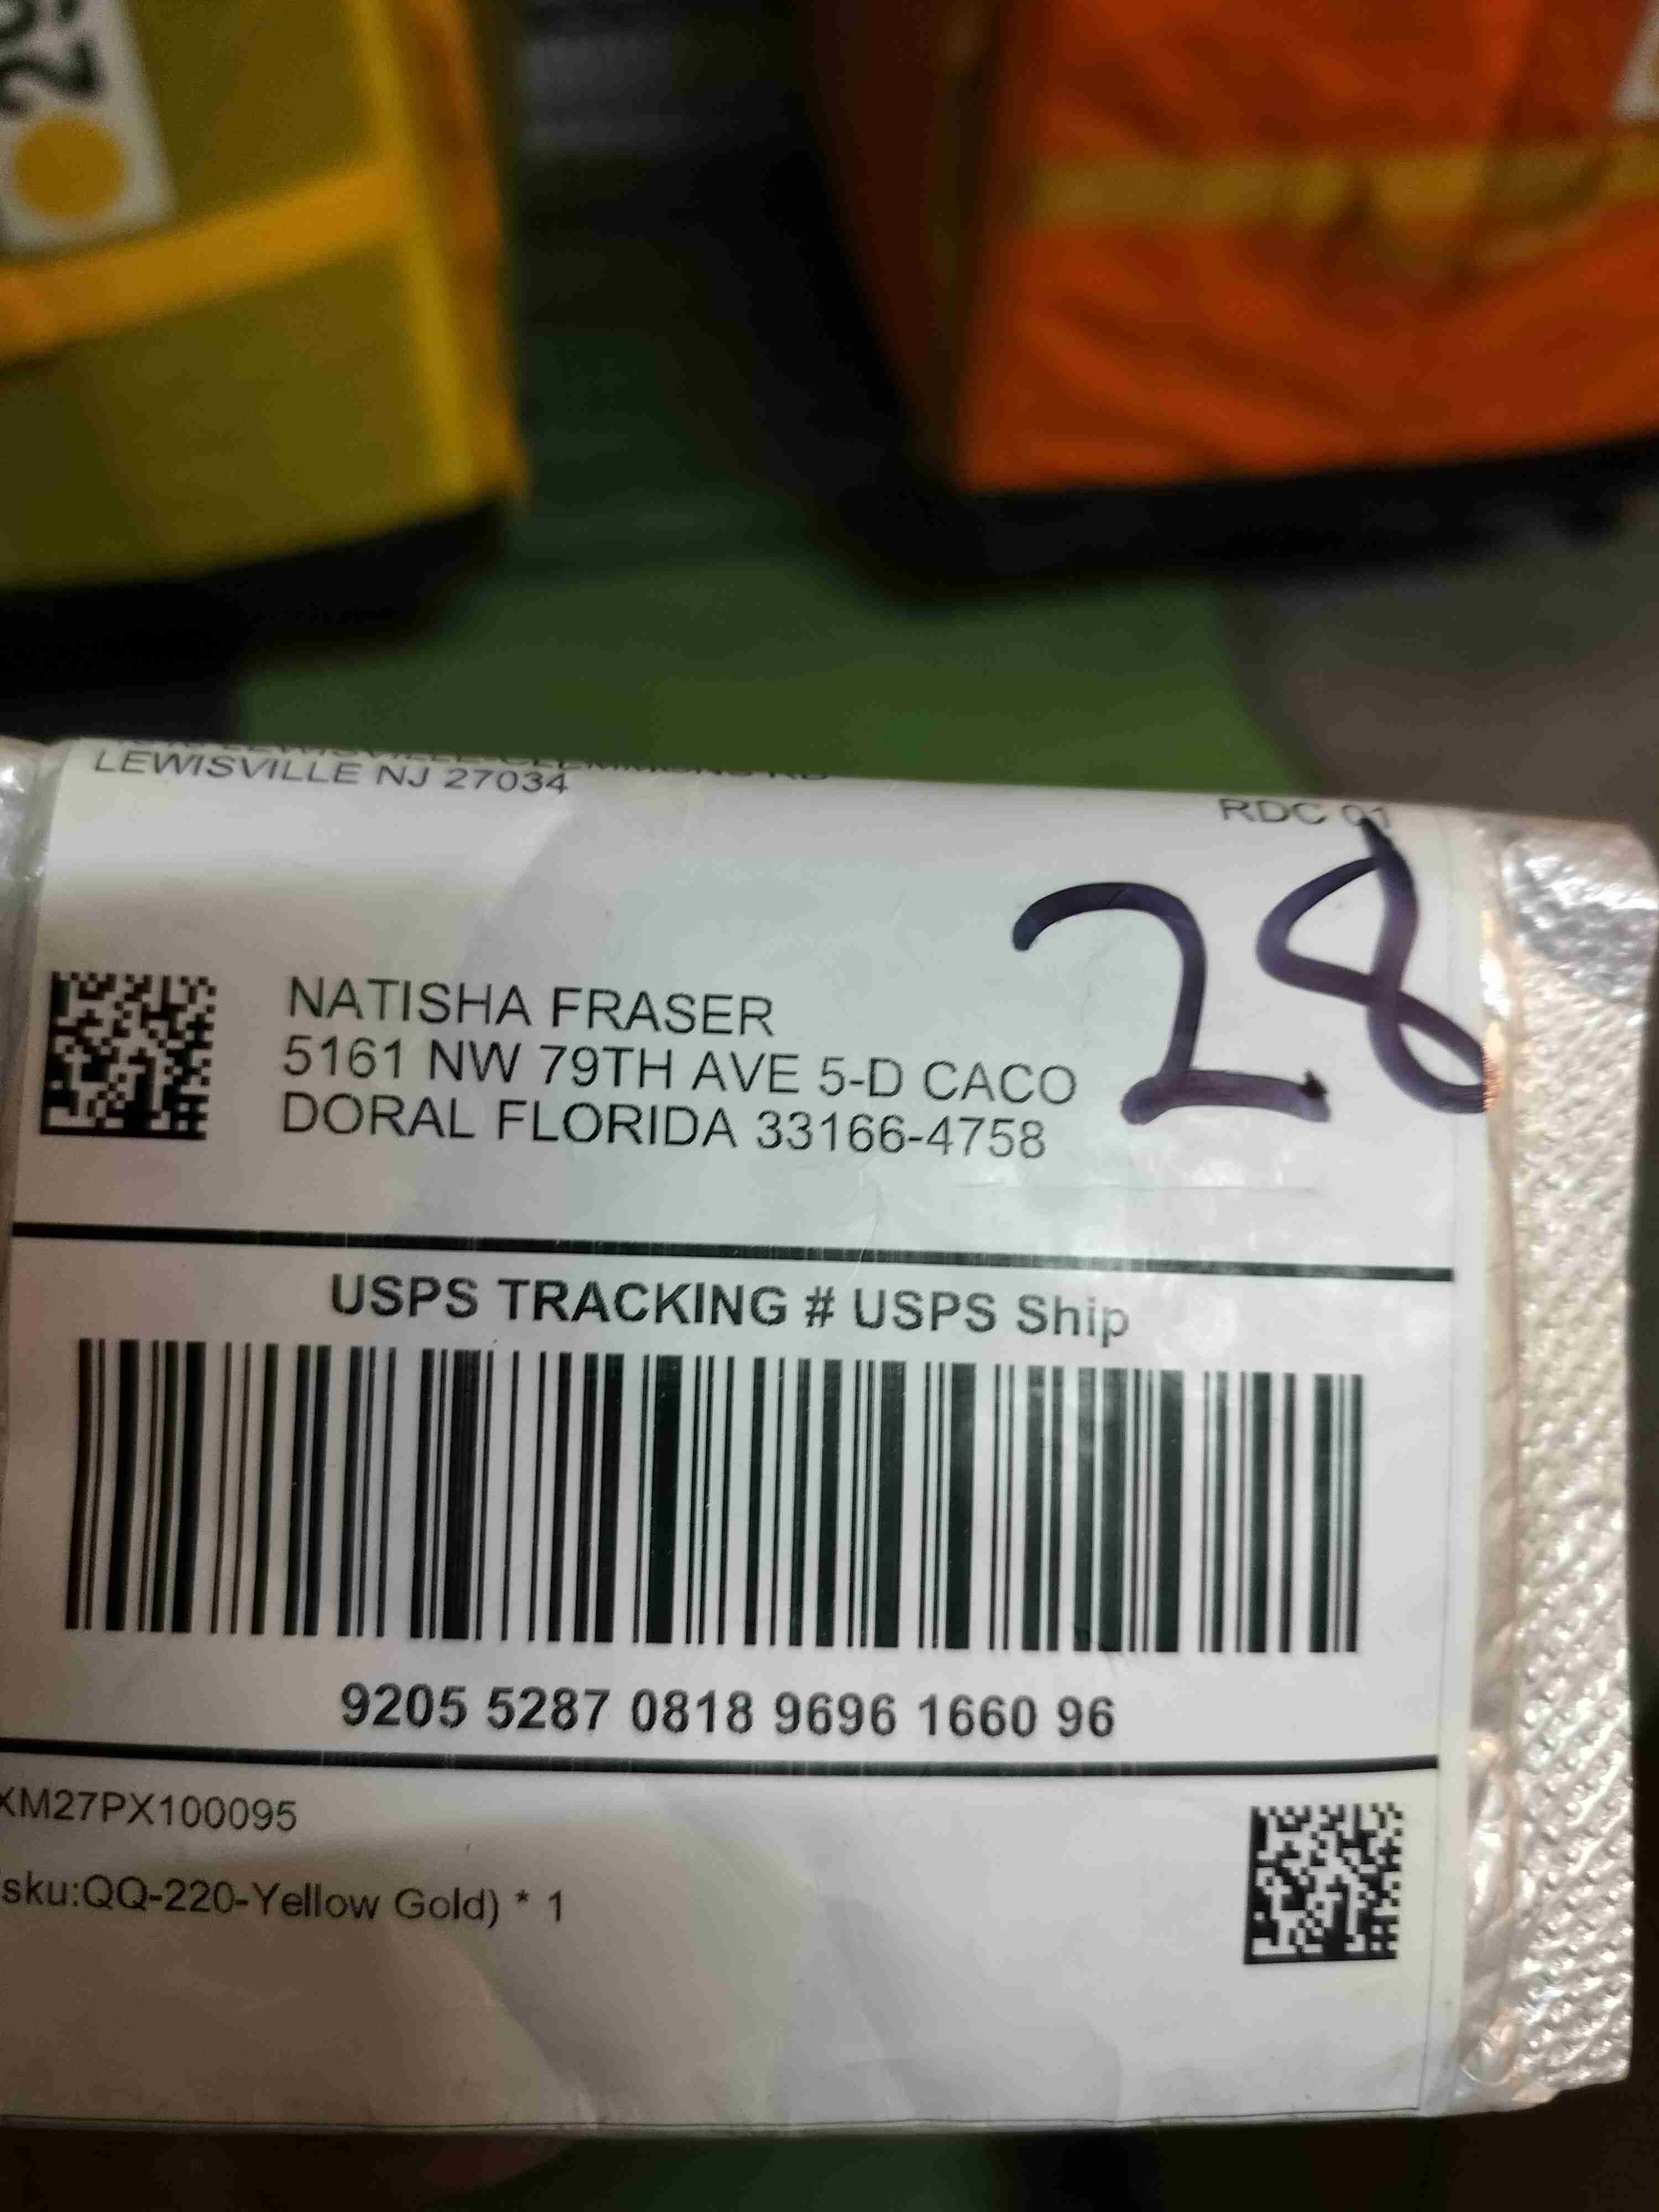 29
LEWISVILLE NJ 27034
RDC 01
28
NATISHA FRASER
5161 NW 79TH AVE 5-D CACO
DORAL FLORIDA 33166-4758
USPS TRACKING # USPS Ship
9205 5287 0818 9696 1660 96
XM27PX100095
sku:QQ-220-Yellow Gold) * 1